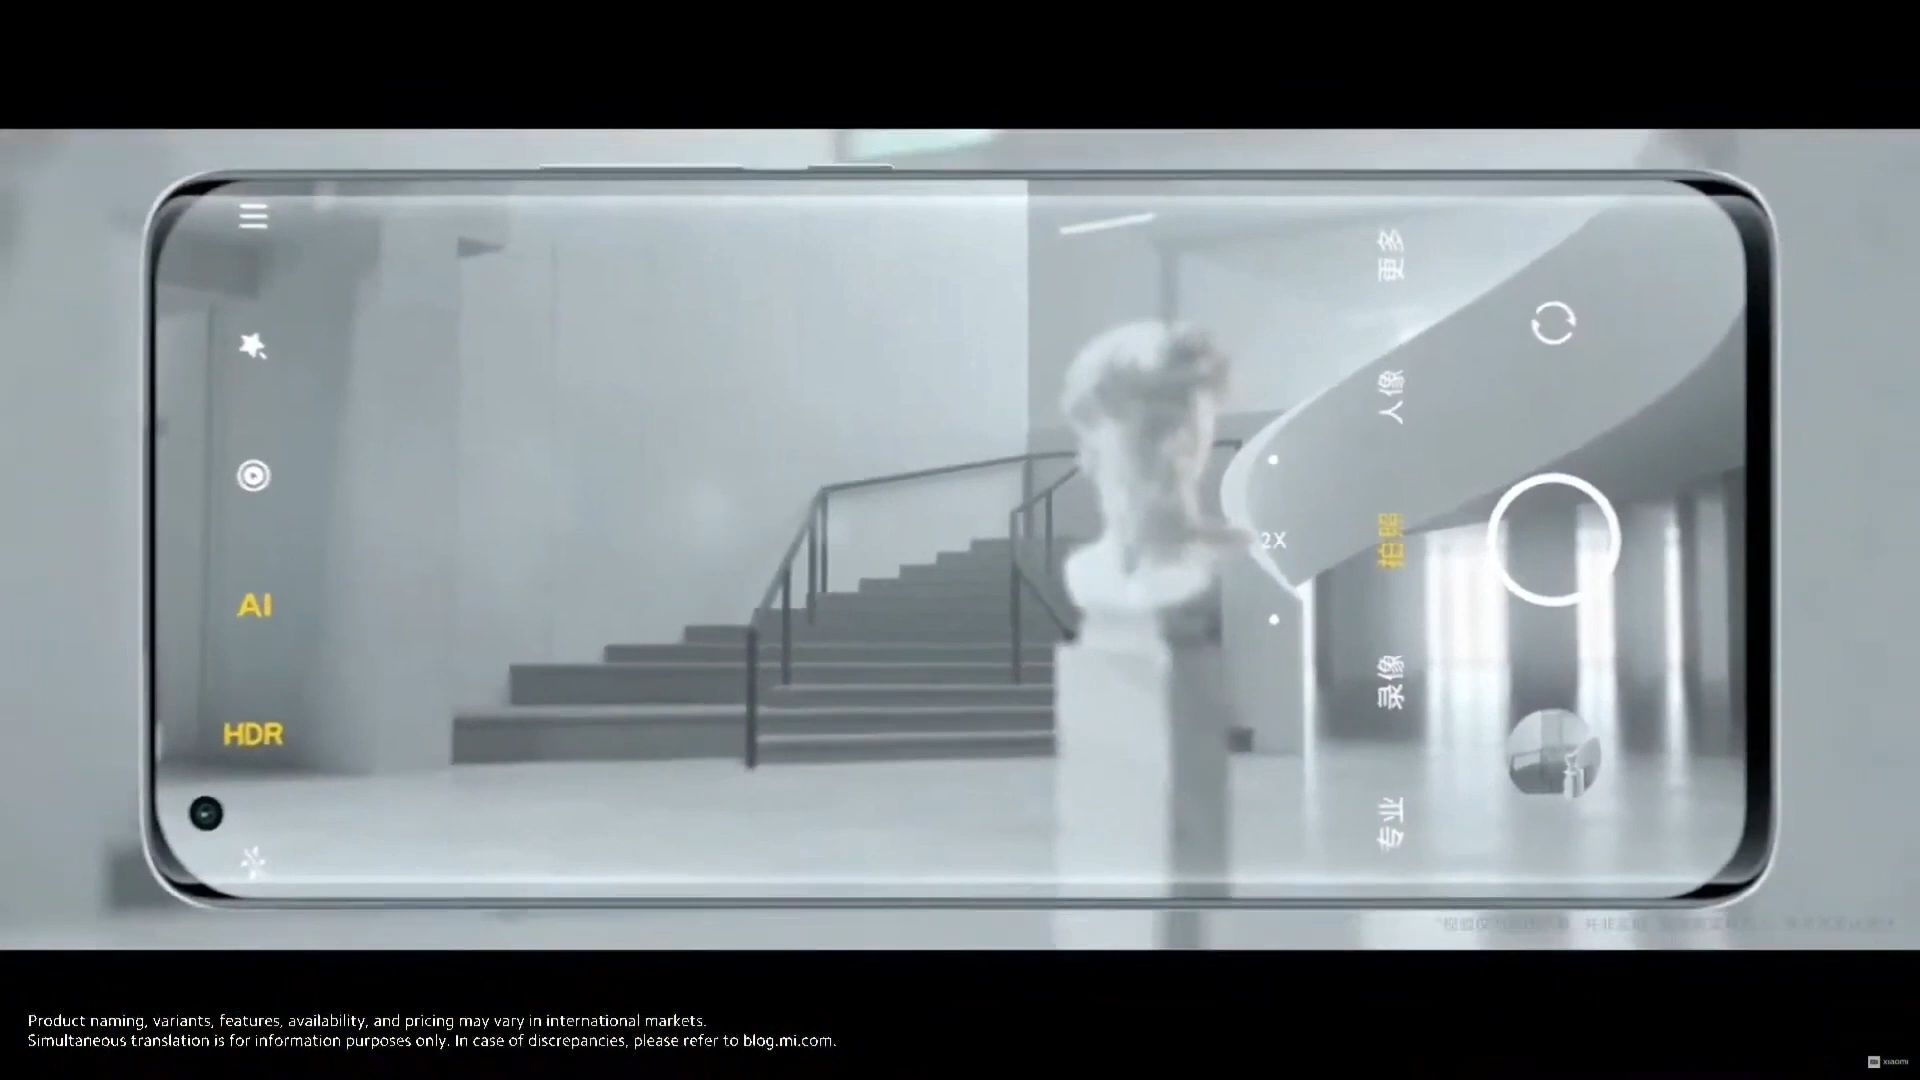 AI
HDR
更多
人像
2X
拍照
录像
专业
Product naming, variants, features, availability, and pricing may vary in international markets.
Simultaneous translation is for information purposes only. In case of discrepancies, please refer to blog.mi.com.
xiaomi